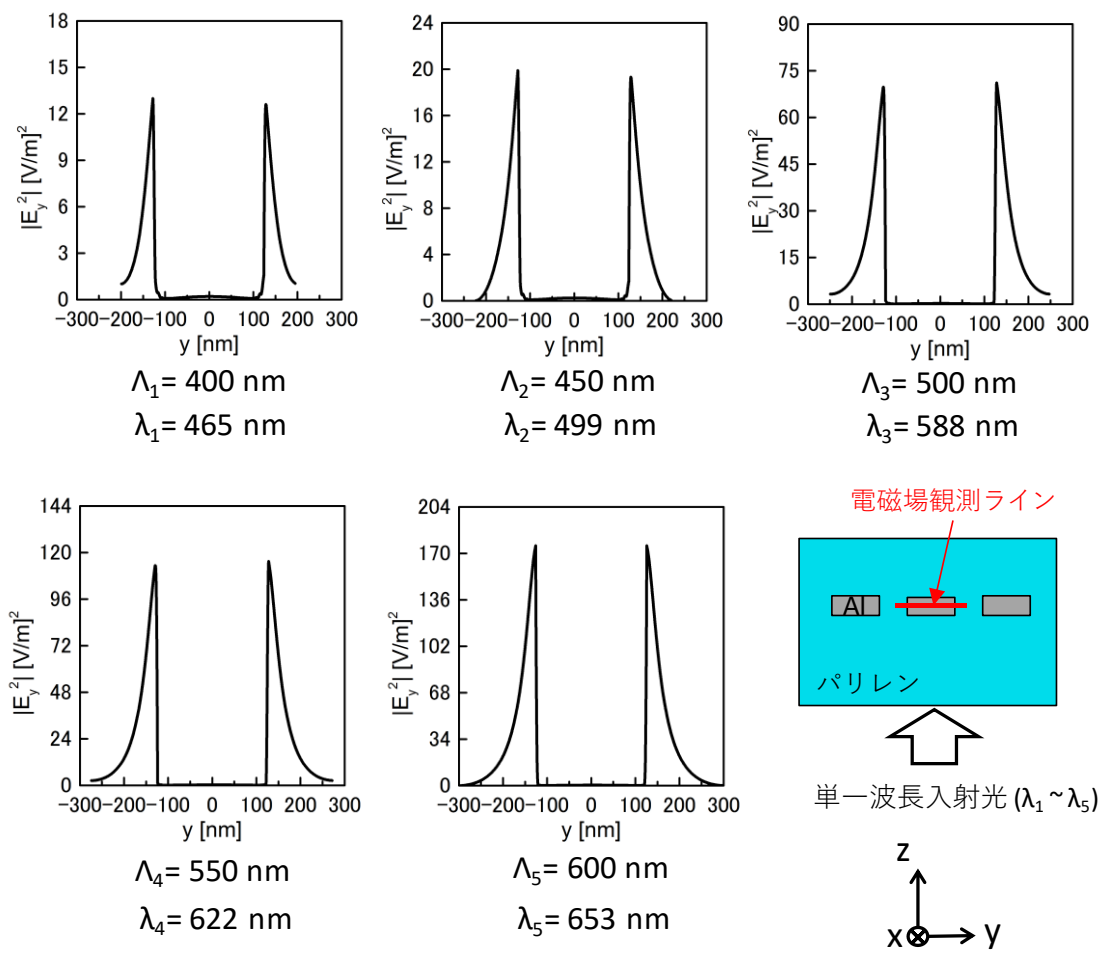 18
15
12
9
6
3
0
|E_y^2| [V/m]^2
-300-200-100 0 100 200 300
y [nm]
Λ1= 400 nm
λ1= 465 nm
24
20
16
12
8
4
0
|E_y^2| [V/m]^2
-300-200-100 0 100 200 300
y [nm]
Λ2= 450 nm
λ2= 499 nm
90
75
60
45
30
15
0
|E_y^2| [V/m]^2
-300-200-100 0 100 200 300
y [nm]
Λ3= 500 nm
λ3= 588 nm
144
120
96
72
48
24
0
|E_y^2| [V/m]^2
-300-200-100 0 100 200 300
y [nm]
Λ4= 550 nm
λ4= 622 nm
204
170
136
102
68
34
0
|E_y^2| [V/m]^2
-300-200-100 0 100 200 300
y [nm]
Λ5= 600 nm
λ5= 653 nm
電磁場観測ライン
Al
パリレン
単一波長入射光 (λ1 ~ λ5)
z
x
y